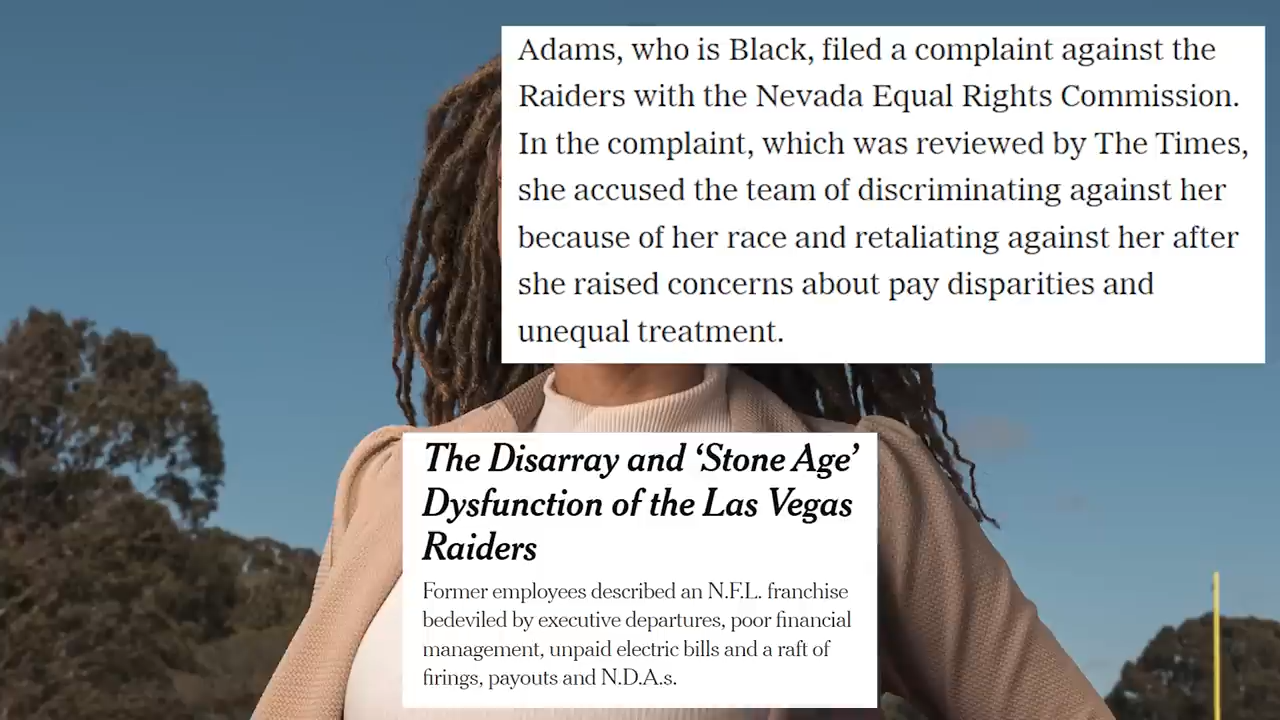 Adams, who is Black, filed a complaint against the
Raiders with the Nevada Equal Rights Commission.
In the complaint, which was reviewed by The Times,
she accused the team of discriminating against her
because of her race and retaliating against her after
she raised concerns about pay disparities and
unequal treatment.
The Disarray and ‘Stone Age’
Dysfunction of the Las Vegas
Raiders
Former employees described an N.F.L. franchise
bedeviled by executive departures, poor financial
management, unpaid electric bills and a raft of
firings, payouts and N.D.A.s.